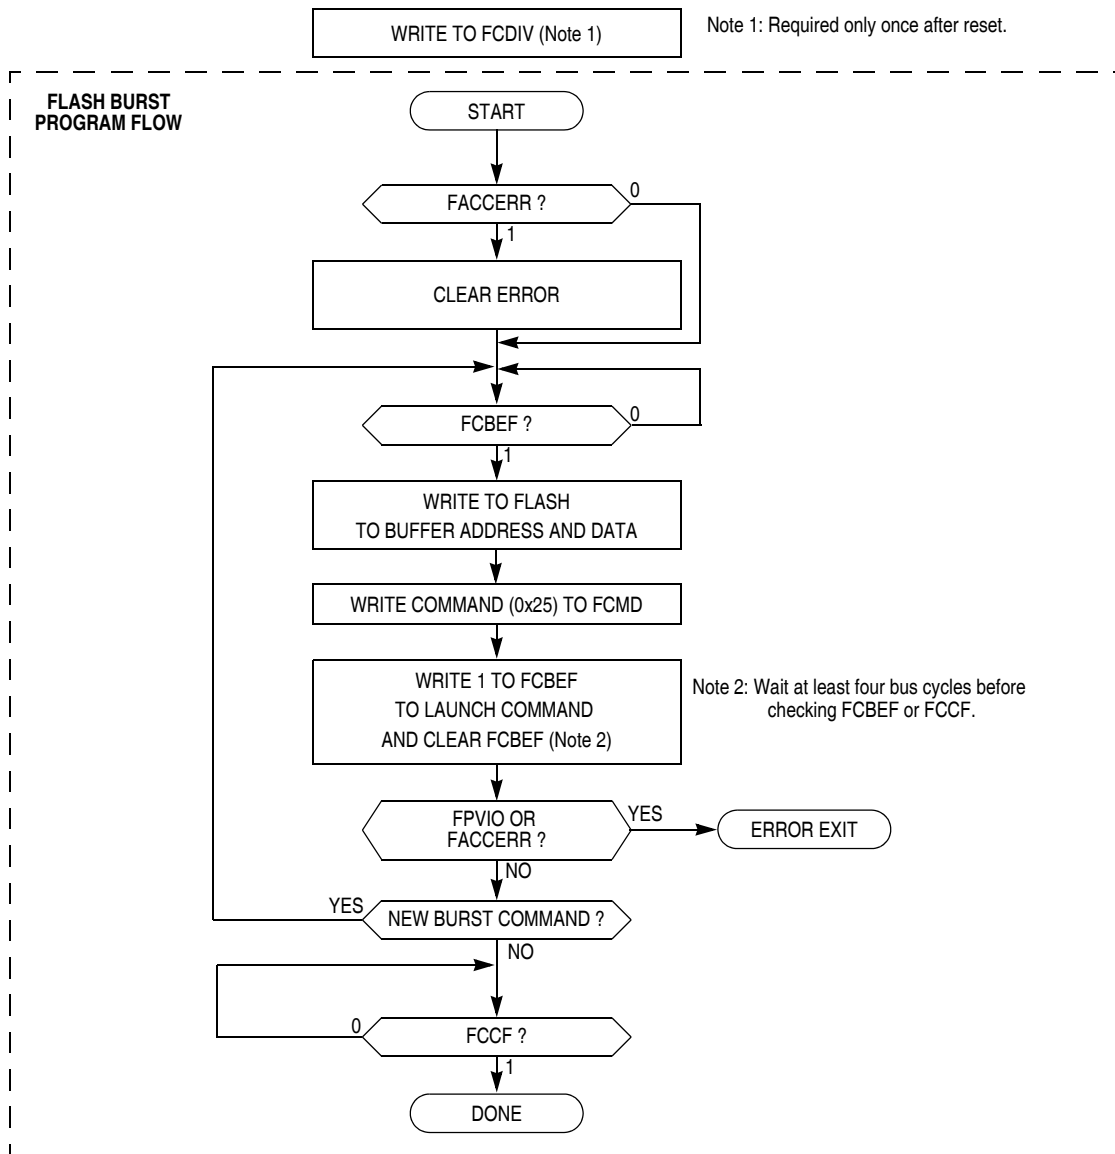 WRITE TO FCDIV (Note 1)
Note 1: Required only once after reset.
FLASH BURST
PROGRAM FLOW
START
FACCERR ?
0
1
CLEAR ERROR
FCBEF ?
0
1
WRITE TO FLASH
TO BUFFER ADDRESS AND DATA
WRITE COMMAND (0x25) TO FCMD
WRITE 1 TO FCBEF
TO LAUNCH COMMAND
AND CLEAR FCBEF (Note 2)
Note 2: Wait at least four bus cycles before
checking FCBEF or FCCF.
FPVIO OR
FACCERR ?
YES
ERROR EXIT
NO
YES
NEW BURST COMMAND ?
NO
0
FCCF ?
1
DONE